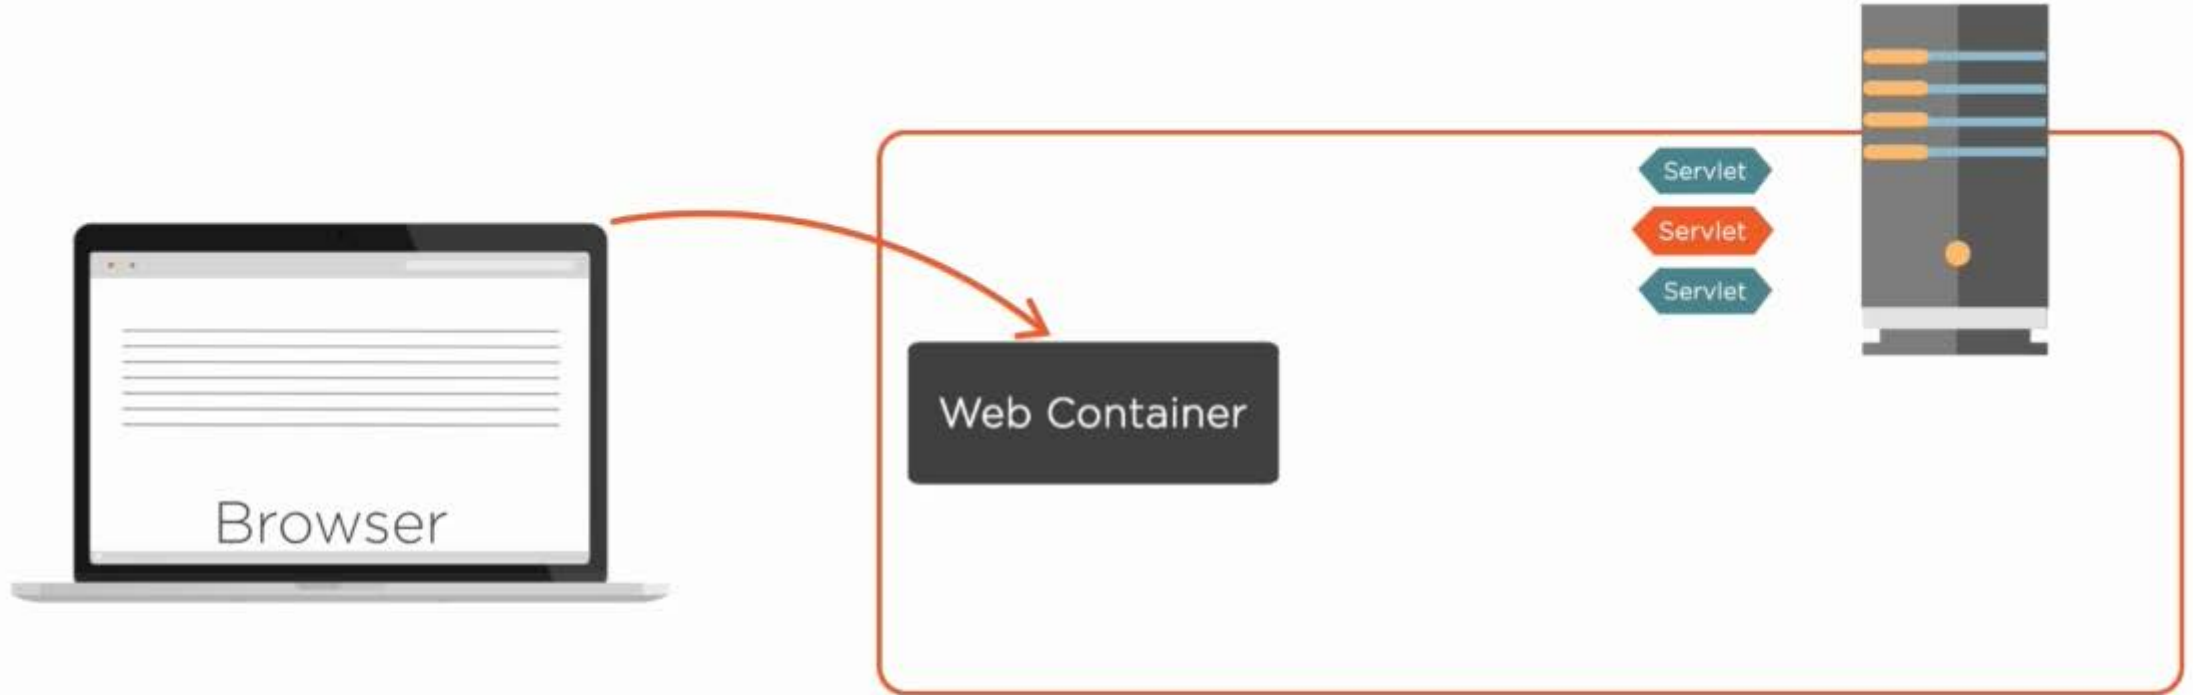 Servlet
Servlet
Servlet
Web Container
Browser